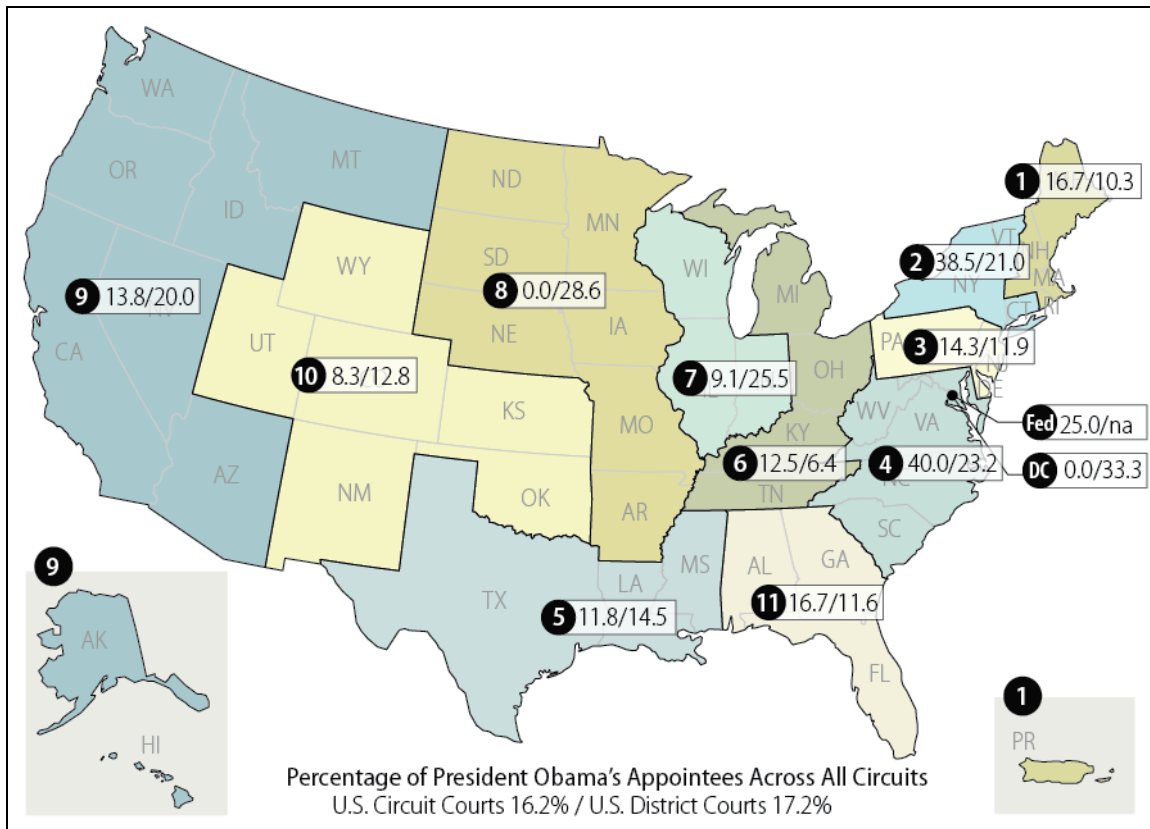 WA
OR
ID
MT
CA
NV
9 13.8/20.0
AZ
WY
UT
10 8.3/12.8
KS
NM
OK
ND
SD
NE
MN
IA
8 0.0/28.6
MO
AR
WI
7 9.1/25.5
MI
OH
KY
6 12.5/6.4
TN
TX
LA
MS
5 11.8/14.5
AL
GA
11 16.7/11.6
FL
1 16.7/10.3
VT
NH
2 38.5/21.0
NY
MA
CT
RI
PA
3 14.3/11.9
WV
VA
4 40.0/23.2
NC
SC
Fed 25.0/na
DC 0.0/33.3
9
AK
HI
1
PR
Percentage of President Obama's Appointees Across All Circuits
U.S. Circuit Courts 16.2% / U.S. District Courts 17.2%